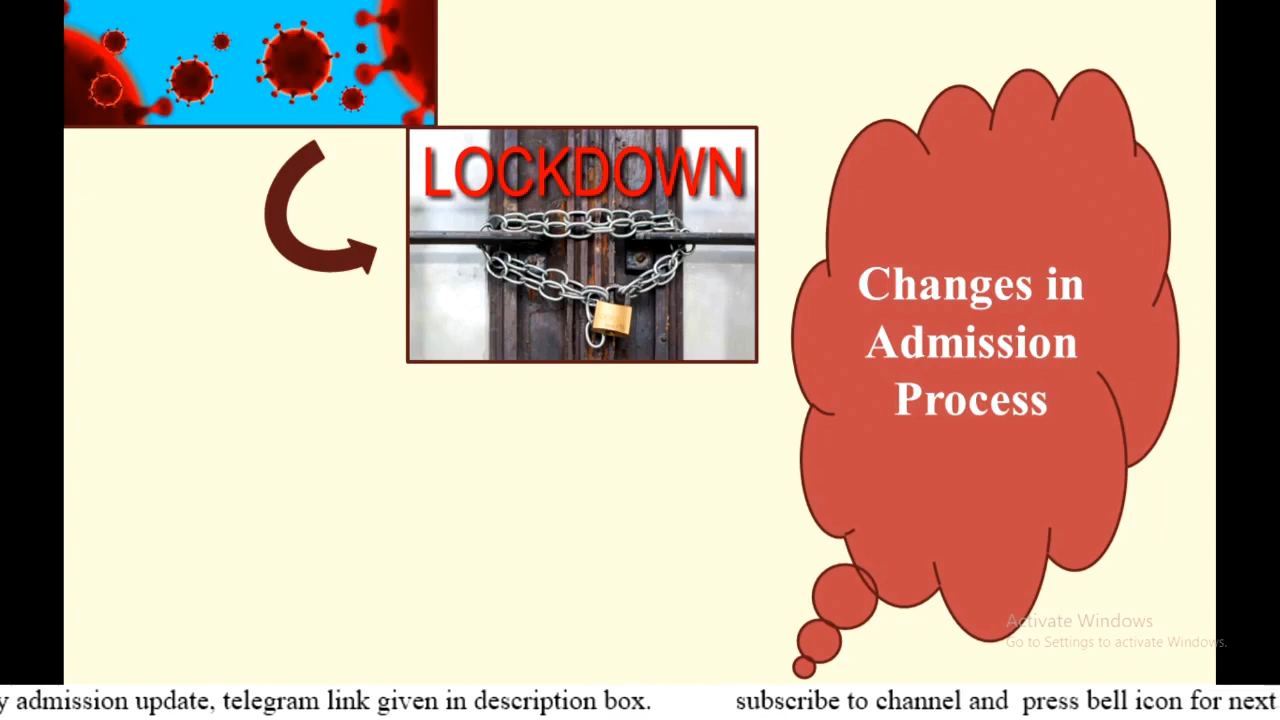 LOCKDOWN
Changes in
Admission
Process
Activate Windows
Go to Settings to activate Windows.
y admission update, telegram link given in description box. subscribe to channel and press bell icon for next